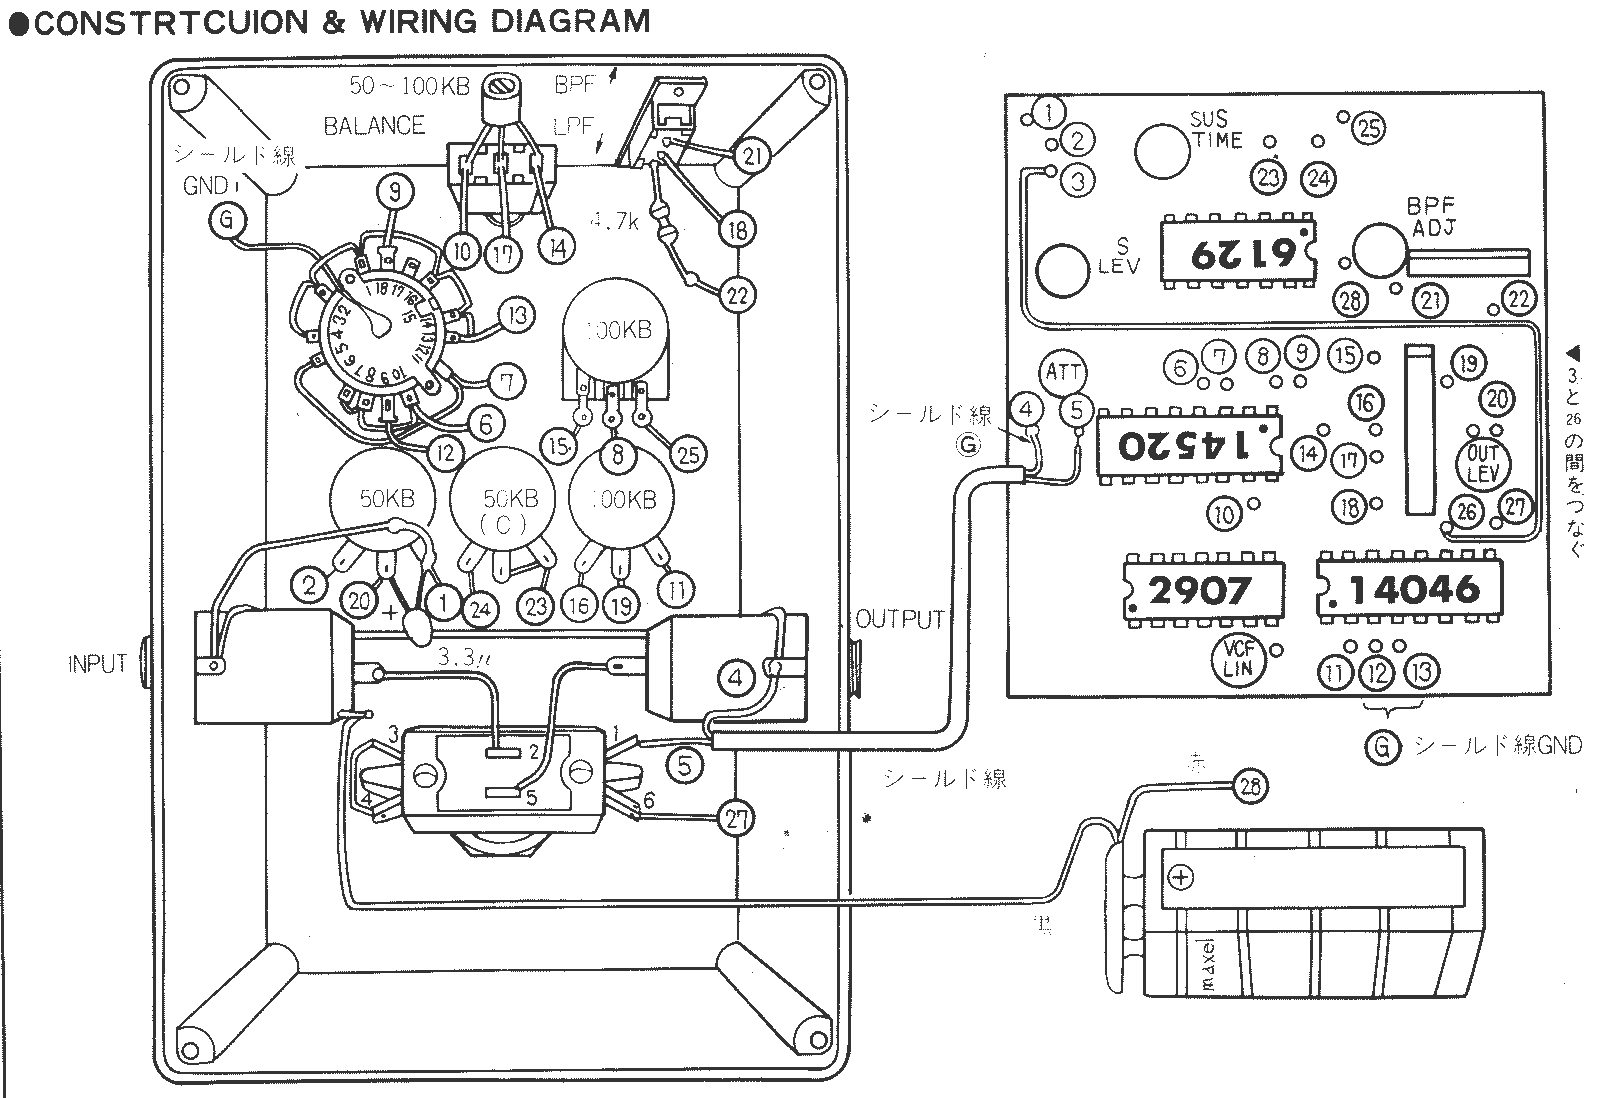 ●CONSTRTCUION & WIRING DIAGRAM
50~100KB
BALANCE
BPF
LPF
シールド線
GND
G
9
10
17
14
21
18
22
4.7k
1 18 17 16 15 14 13 12 11 10 9 8 7 6 5 4 3 2
13
7
6
12
100KB
15
8
25
50KB
50KB
(C)
100KB
2
20
+
1
24
23
16
19
11
INPUT
OUTPUT
3.3μ
4
3
2
1
4
5
6
5
27
シールド線
1
2
3
SUS
TIME
25
23
24
6129
S
LEV
BPF
ADJ
28
21
22
ATT
4
5
シールド線
G
6
7
8
9
15
19
16
20
14520
14
17
OUT
LEV
10
18
26
27
2907
14046
VCF
LIN
11
12
13
G シールド線GND
◀3と26の間をつなぐ
赤
28
黒
+
maxel